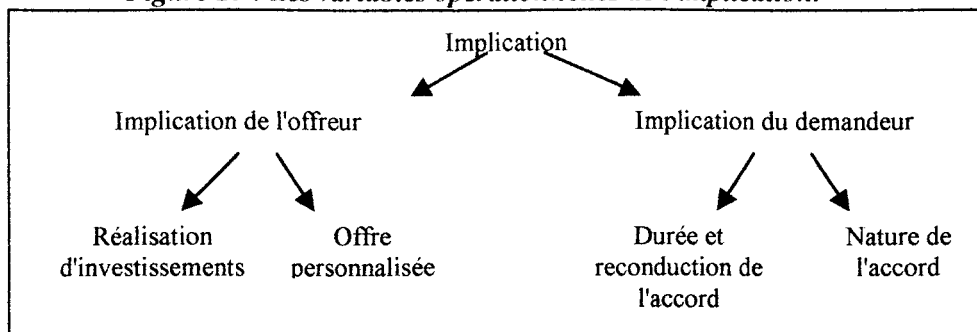 Implication
Implication de l'offreur Implication du demandeur
Réalisation Offre Durée et Nature de
d'investissements personnalisée reconduction de l'accord
l'accord